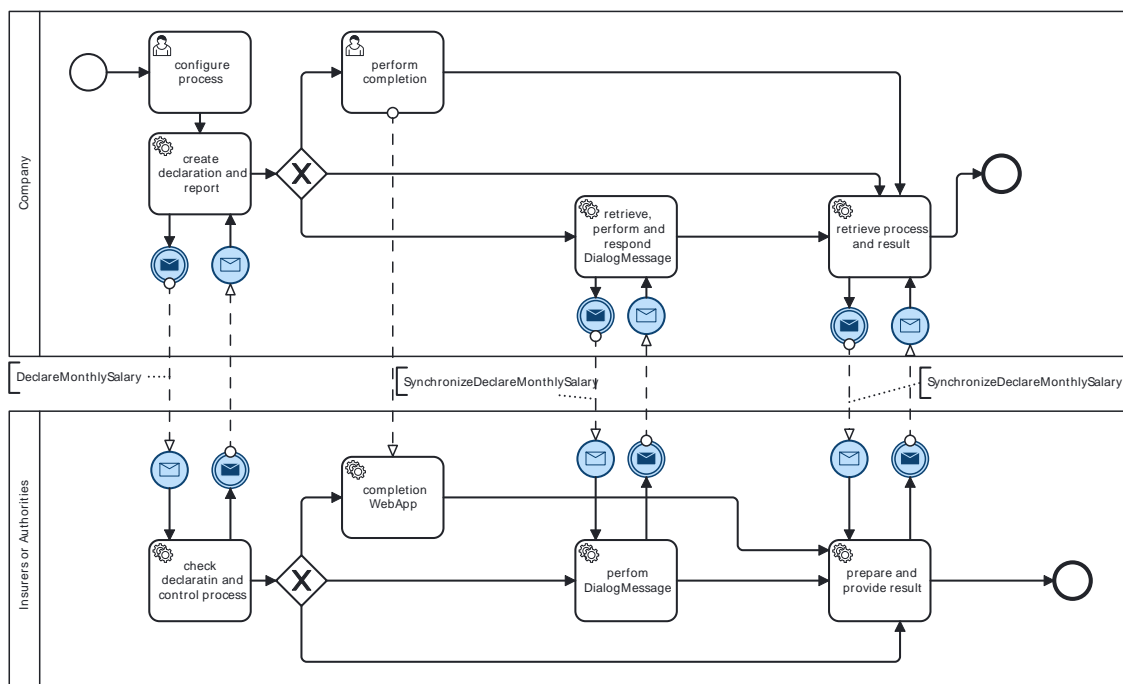 Company
configure
process
perform
completion
create
declaration and
report
retrieve,
perform and
respond
DialogMessage
retrieve process
and result
DeclareMonthlySalary
SynchronizeDeclareMonthlySalary
SynchronizeDeclareMonthlySalary
Insurers or Authorities
completion
WebApp
check
declaratin and
control process
perfom
DialogMessage
prepare and
provide result